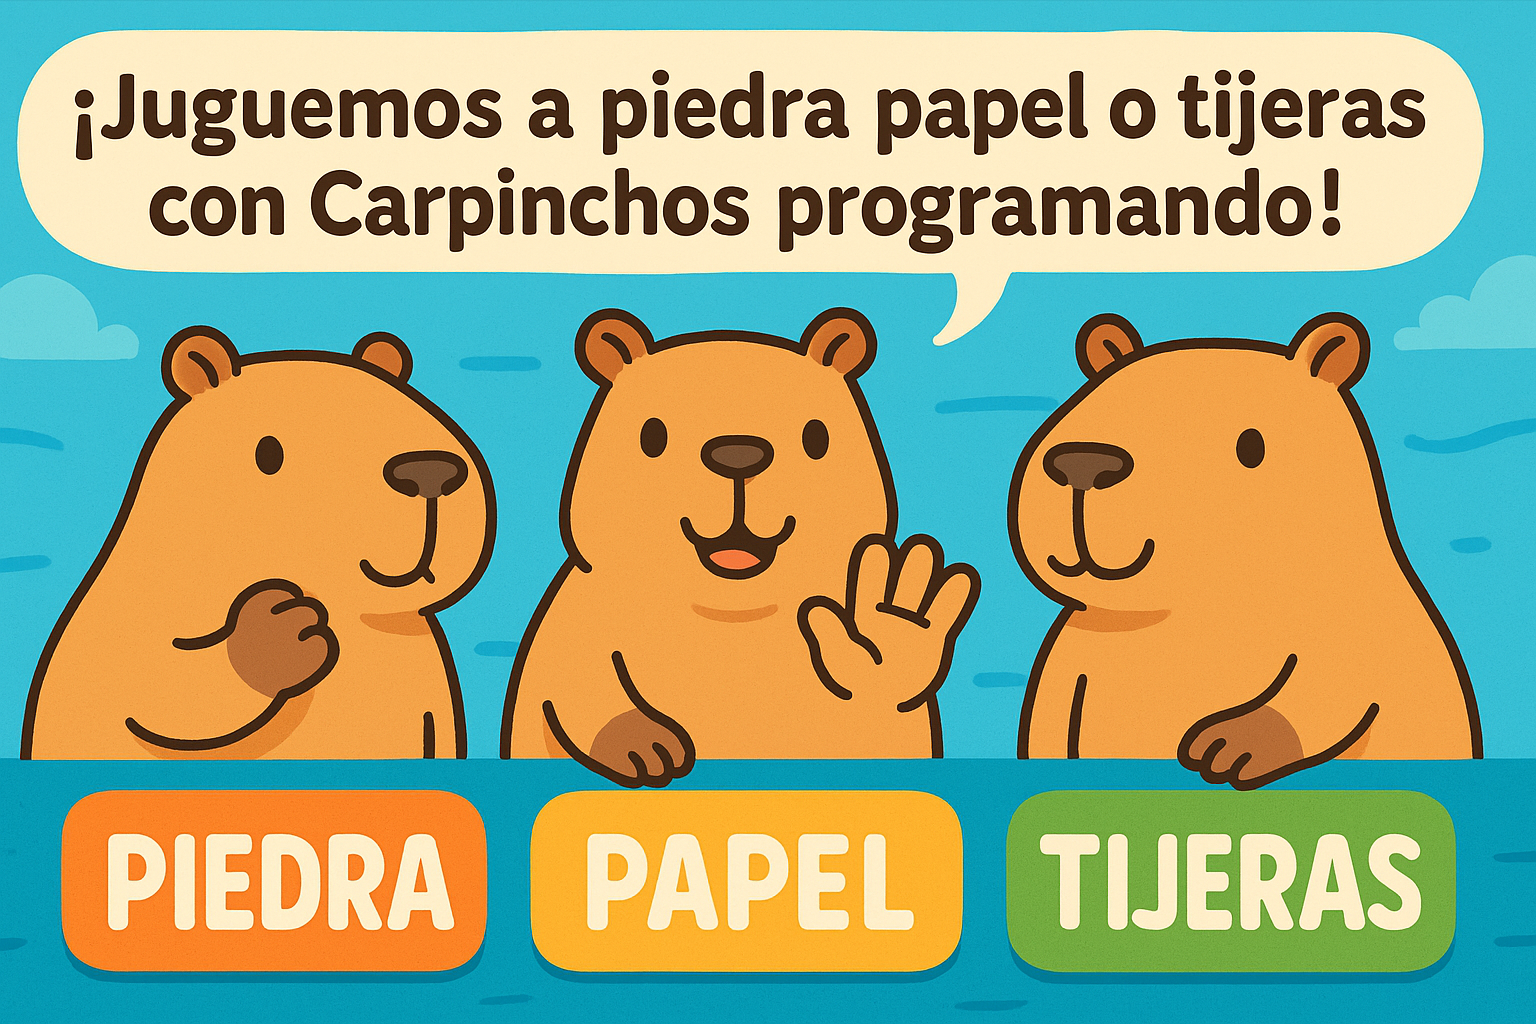 ¡Juguemos a piedra papel o tijeras
con Carpinchos programando!
PIEDRA
PAPEL
TIJERAS